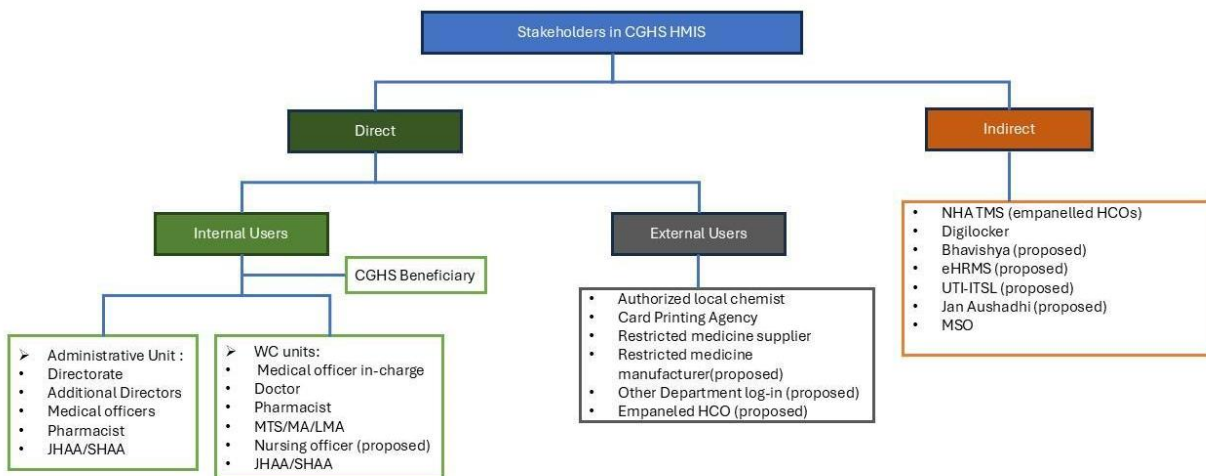 Stakeholders in CGHS HMIS
Direct
Indirect
Internal Users
External Users
CGHS Beneficiary
➢ Administrative Unit :
• Directorate
• Additional Directors
• Medical officers
• Pharmacist
• JHAA/SHAA
➢ WC units:
• Medical officer in-charge
• Doctor
• Pharmacist
• MTS/MA/LMA
• Nursing officer (proposed)
• JHAA/SHAA
• Authorized local chemist
• Card Printing Agency
• Restricted medicine supplier
• Restricted medicine
manufacturer(proposed)
• Other Department log-in (proposed)
• Empaneled HCO (proposed)
• NHA TMS (empanelled HCOs)
• Digilocker
• Bhavishya (proposed)
• eHRMS (proposed)
• UTI-ITSL (proposed)
• Jan Aushadhi (proposed)
• MSO